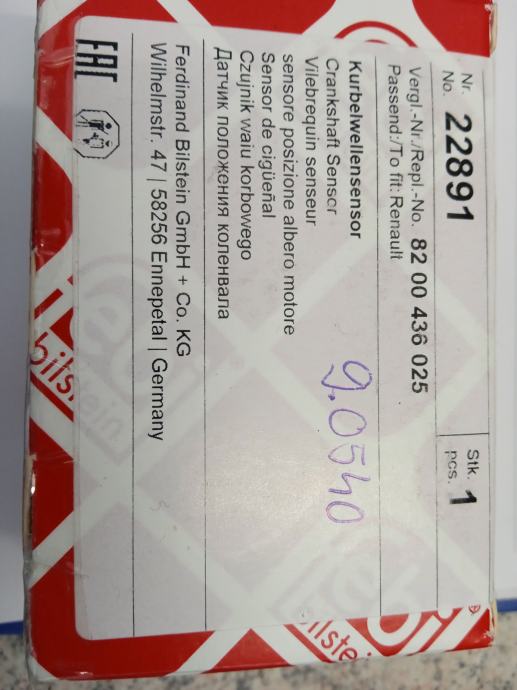 Nr.
No. 22891
Stk.
pcs. 1
Vergl.-Nr./Repl.-No. 82 00 436 025
Passend:/To fit: Renault
Kurbelwellensensor
Crankshaft Sensor
Vilebrequin senseur
sensore posizione albero motore
Sensor de cigüeñal
Czujnik wału korbowego
Датчик положения коленвала
9.0540
Ferdinand Bilstein GmbH + Co. KG
Wilhelmstr. 47 | 58256 Ennepetal | Germany
EAC
bilstein